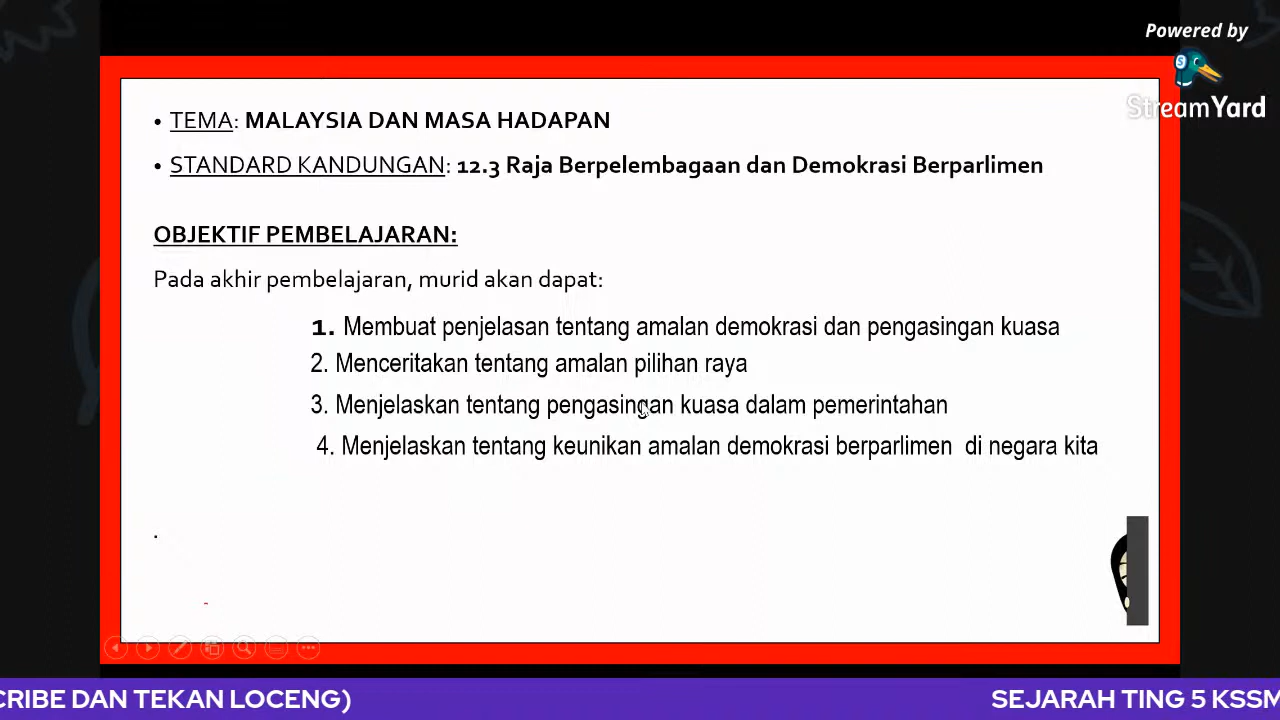 Powered by
StreamYard
• TEMA: MALAYSIA DAN MASA HADAPAN
• STANDARD KANDUNGAN: 12.3 Raja Berpelembagaan dan Demokrasi Berparlimen
OBJEKTIF PEMBELAJARAN:
Pada akhir pembelajaran, murid akan dapat:
1. Membuat penjelasan tentang amalan demokrasi dan pengasingan kuasa
2. Menceritakan tentang amalan pilihan raya
3. Menjelaskan tentang pengasingan kuasa dalam pemerintahan
4. Menjelaskan tentang keunikan amalan demokrasi berparlimen di negara kita
.
-
CRIBE DAN TEKAN LOCENG) SEJARAH TING 5 KSSM